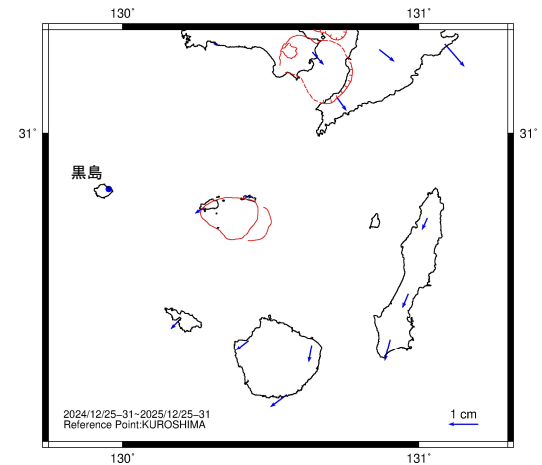 130° 131°
31° 31°
黒島
2024/12/25-31~2025/12/25-31
Reference Point:KUROSHIMA
1 cm
130° 131°